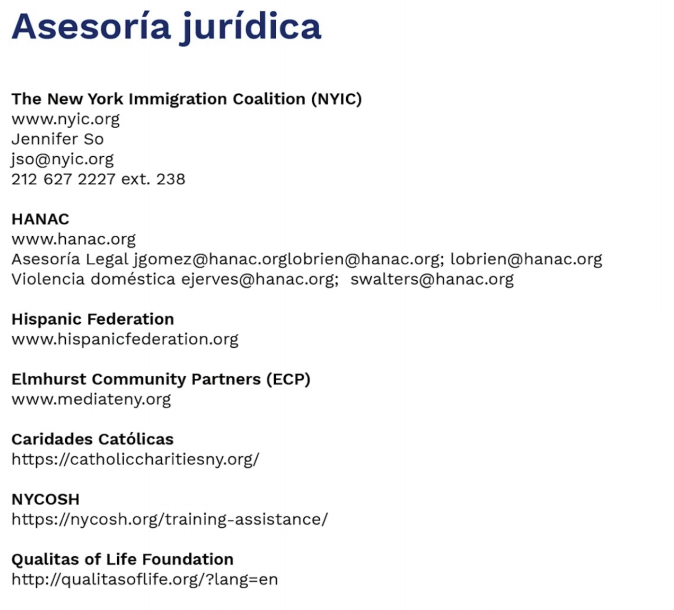 Asesoría jurídica
The New York Immigration Coalition (NYIC)
www.nyic.org
Jennifer So
jso@nyic.org
212 627 2227 ext. 238
HANAC
www.hanac.org
Asesoría Legal jgomez@hanac.orglobrien@hanac.org; lobrien@hanac.org
Violencia doméstica ejerves@hanac.org;  swalters@hanac.org
Hispanic Federation
www.hispanicfederation.org
Elmhurst Community Partners (ECP)
www.mediateny.org
Caridades Católicas
https://catholiccharitiesny.org/
NYCOSH
https://nycosh.org/training-assistance/
Qualitas of Life Foundation
http://qualitasoflife.org/?lang=en